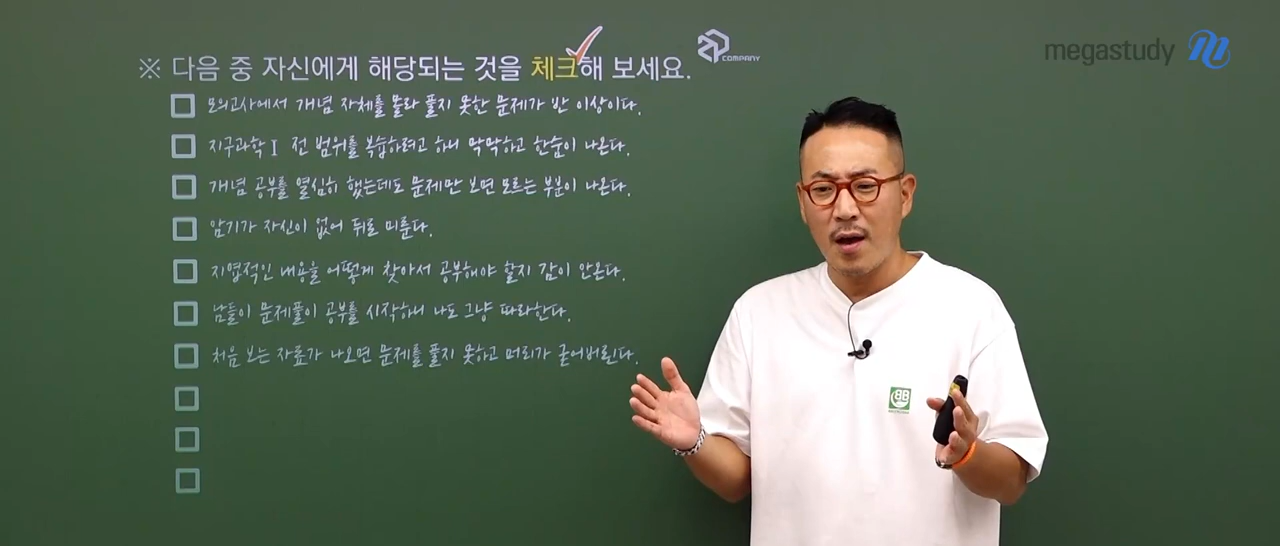 ※ 다음 중 자신에게 해당되는 것을 체크해 보세요.
COMPANY
megastudy
모의고사에서 개념 자체를 몰라 풀지 못한 문제가 반 이상이다.
지구과학Ⅰ 전 범위를 복습하려고 하니 막막하고 한숨이 나온다.
개념 공부를 열심히 했는데도 문제만 보면 모르는 부분이 나온다.
암기가 자신이 없어 뒤로 미룬다.
지엽적인 내용을 어떻게 찾아서 공부해야 할지 감이 안온다.
남들이 문제풀이 공부를 시작하니 나도 그냥 따라한다.
처음 보는 자료가 나오면 문제를 풀지 못하고 머리가 굳어버린다.